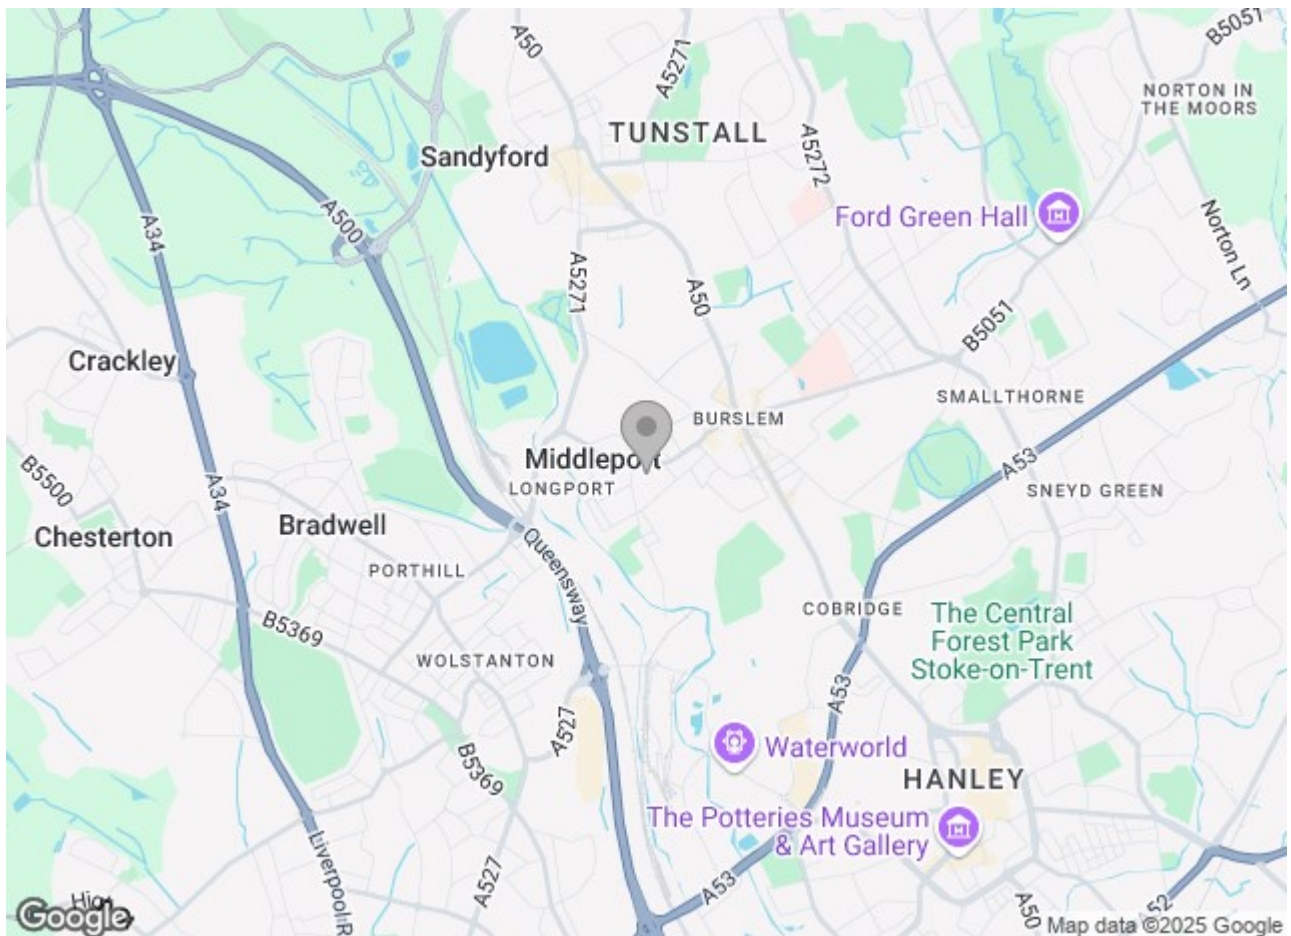 A50
A5271
B5051
NORTON IN
THE MOORS
TUNSTALL
A5272
Sandyford
A34
A500
Ford Green Hall
Norton Ln
A5271
A50
B5051
Crackley
SMALLTHORNE
BURSLEM
Middleport
LONGPORT
A53
SNEYD GREEN
B5500
A34
Chesterton
Bradwell
Queensway
PORTHILL
COBRIDGE
The Central
Forest Park
Stoke-on-Trent
B5369
WOLSTANTON
A53
A527
B5369
Waterworld
HANLEY
The Potteries Museum
& Art Gallery
A527
A53
A50
A52
Google
Map data ©2025 Google